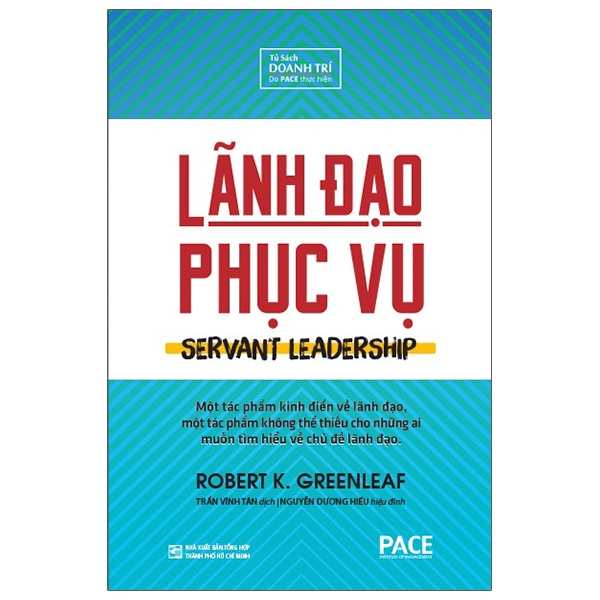 Tủ Sách
DOANH TRÍ
Do PACE thực hiện
LÃNH ĐẠO
PHỤC VỤ
SERVANT LEADERSHIP
Một tác phẩm kinh điển về lãnh đạo,
một tác phẩm không thể thiếu cho những ai
muốn tìm hiểu về chủ đề lãnh đạo.
ROBERT K. GREENLEAF
TRẦN VĨNH TÂN dịch | NGUYỄN DƯƠNG HIẾU hiệu đính
NHÀ XUẤT BẢN TỔNG HỢP
THÀNH PHỐ HỒ CHÍ MINH
PACE
INSTITUTE OF MANAGEMENT